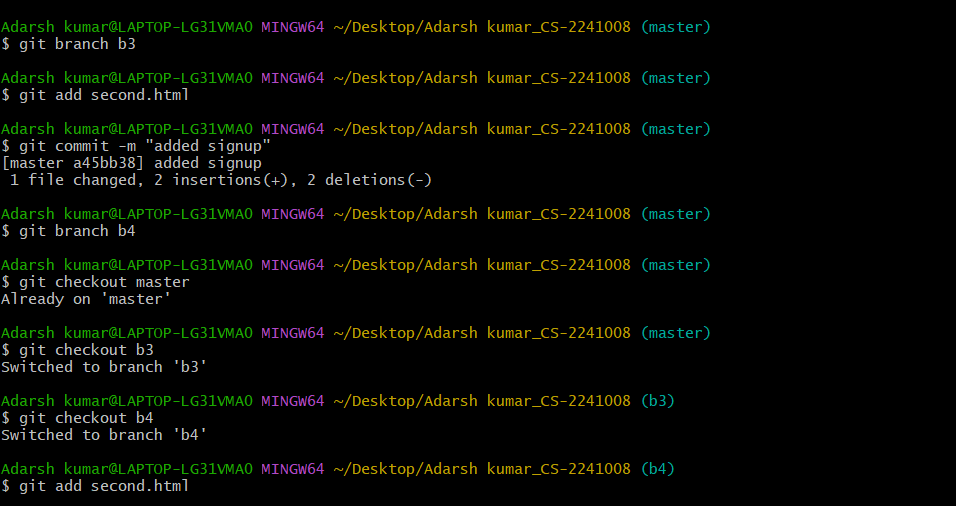 Adarsh kumar@LAPTOP-LG31VMA0 MINGW64 ~/Desktop/Adarsh kumar_CS-2241008 (master)
$ git branch b3
Adarsh kumar@LAPTOP-LG31VMA0 MINGW64 ~/Desktop/Adarsh kumar_CS-2241008 (master)
$ git add second.html
Adarsh kumar@LAPTOP-LG31VMA0 MINGW64 ~/Desktop/Adarsh kumar_CS-2241008 (master)
$ git commit -m "added signup"
[master a45bb38] added signup
 1 file changed, 2 insertions(+), 2 deletions(-)
Adarsh kumar@LAPTOP-LG31VMA0 MINGW64 ~/Desktop/Adarsh kumar_CS-2241008 (master)
$ git branch b4
Adarsh kumar@LAPTOP-LG31VMA0 MINGW64 ~/Desktop/Adarsh kumar_CS-2241008 (master)
$ git checkout master
Already on 'master'
Adarsh kumar@LAPTOP-LG31VMA0 MINGW64 ~/Desktop/Adarsh kumar_CS-2241008 (master)
$ git checkout b3
Switched to branch 'b3'
Adarsh kumar@LAPTOP-LG31VMA0 MINGW64 ~/Desktop/Adarsh kumar_CS-2241008 (b3)
$ git checkout b4
Switched to branch 'b4'
Adarsh kumar@LAPTOP-LG31VMA0 MINGW64 ~/Desktop/Adarsh kumar_CS-2241008 (b4)
$ git add second.html